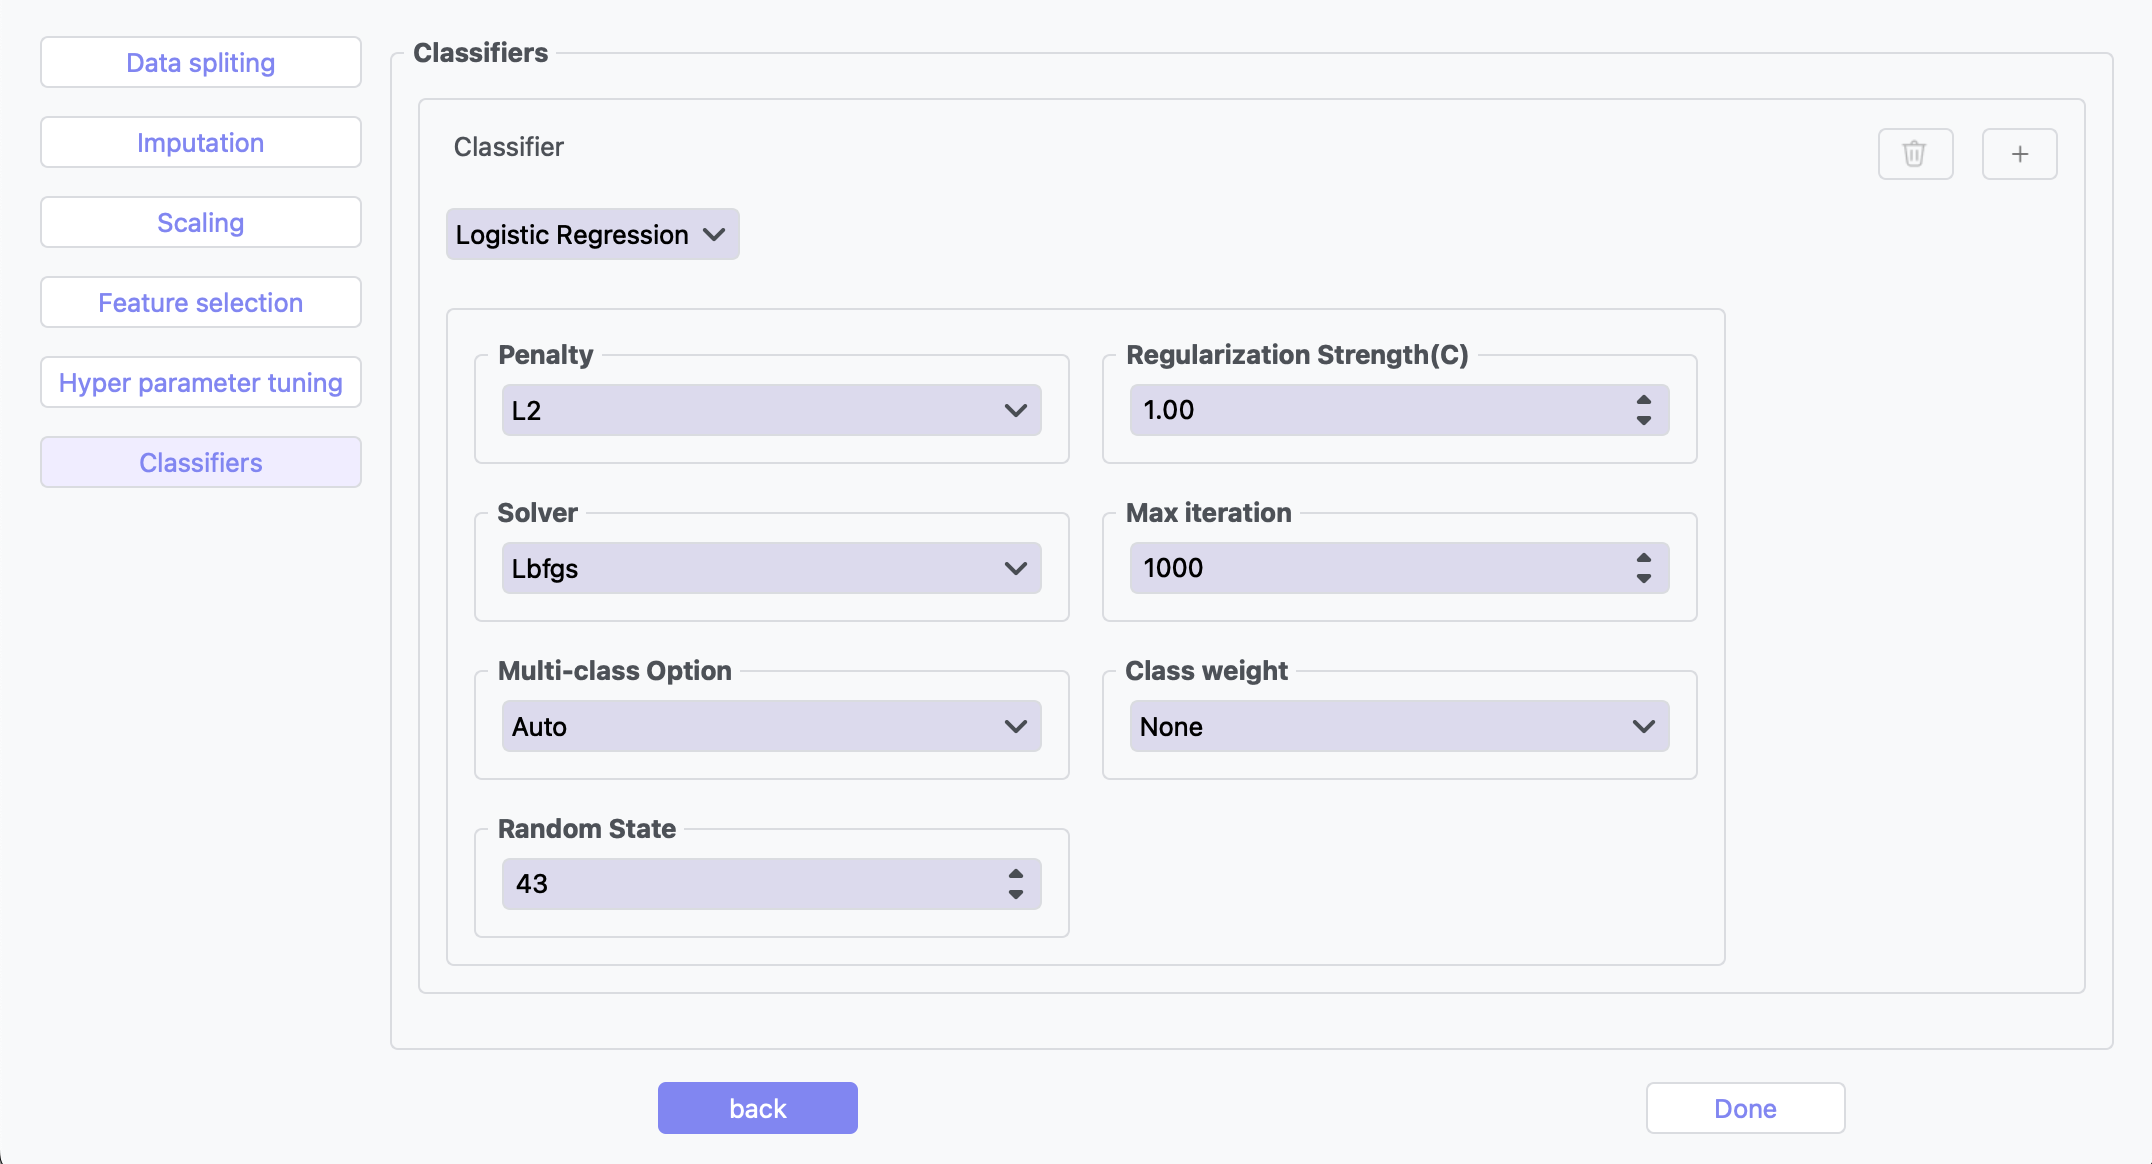 Data spliting
Imputation
Scaling
Feature selection
Hyper parameter tuning
Classifiers
Classifiers
Classifier
+
Logistic Regression
Penalty
L2
Regularization Strength(C)
1.00
Solver
Lbfgs
Max iteration
1000
Multi-class Option
Auto
Class weight
None
Random State
43
back
Done